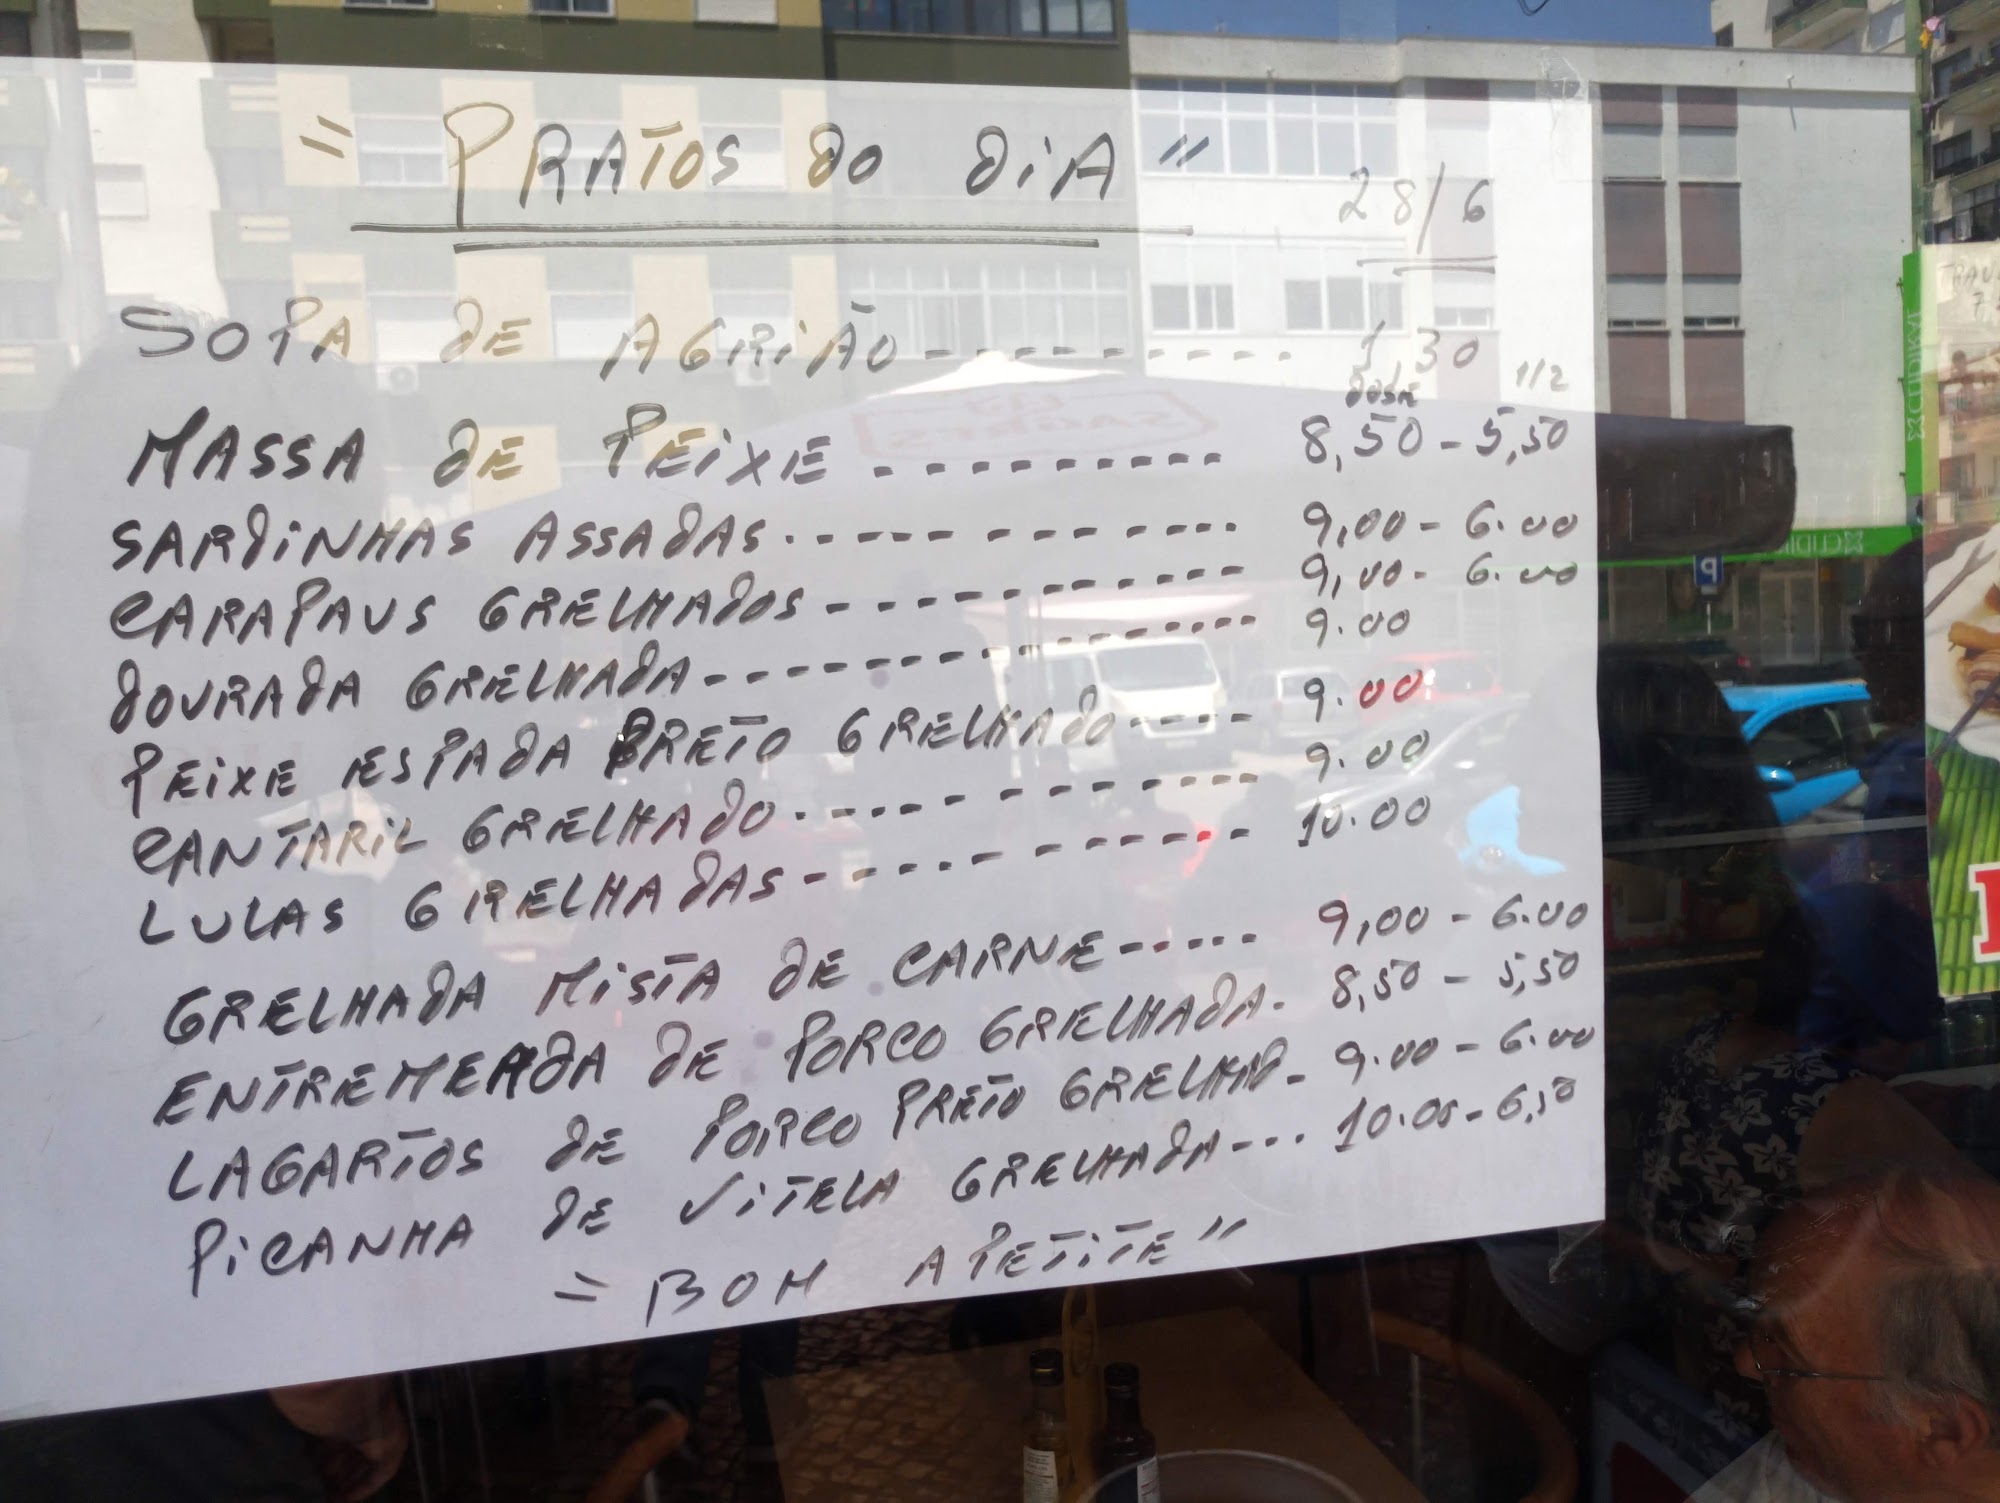 = PRATOS DO DIA "
28/6
SOPA DE AGRIÃO---------- 1,30
DOSE 1/2
MASSA DE PEIXE ---------- 8,50 - 5,50
SARDINHAS ASSADAS.------------- 9,00 - 6.00
CARAPAUS GRELHADOS------------ 9,00 - 6.00
DOURADA GRELHADA---------------- 9.00
PEIXE ESPADA PRETO GRELHADO---- 9.00
CANTARIL GRELHADO.------------ 9.00
LULAS GRELHADAS------------ 10.00
GRELHADA MISTA DE CARNE----- 9,00 - 6.00
ENTREMEADA DE PORCO GRELHADA. 8,50 - 5,50
LAGARTOS DE PORCO PRETO GRELHAD- 9.00 - 6.00
PICANHA DE VITELA GRELHADA--- 10.00 - 6,50
= BOM APETITE "